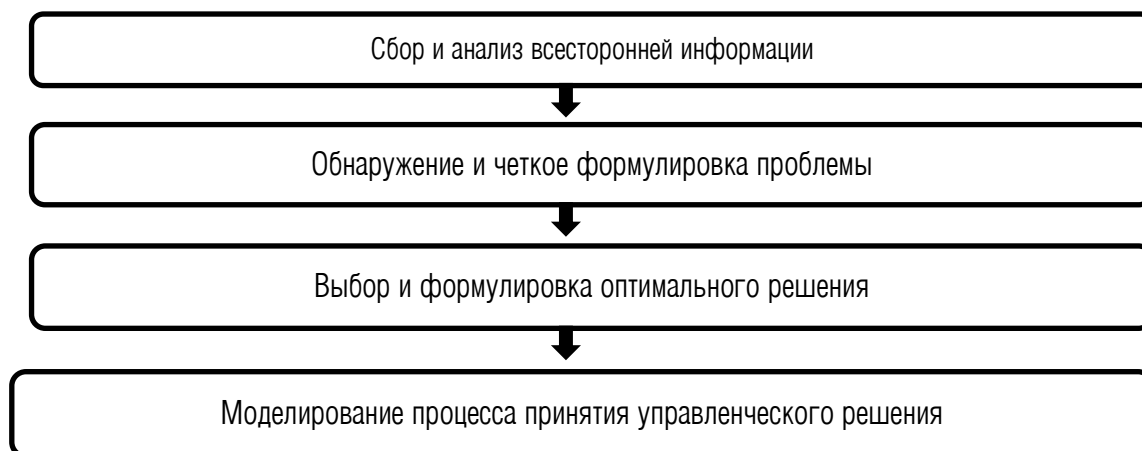 Сбор и анализ всесторонней информации
Обнаружение и четкое формулировка проблемы
Выбор и формулировка оптимального решения
Моделирование процесса принятия управленческого решения